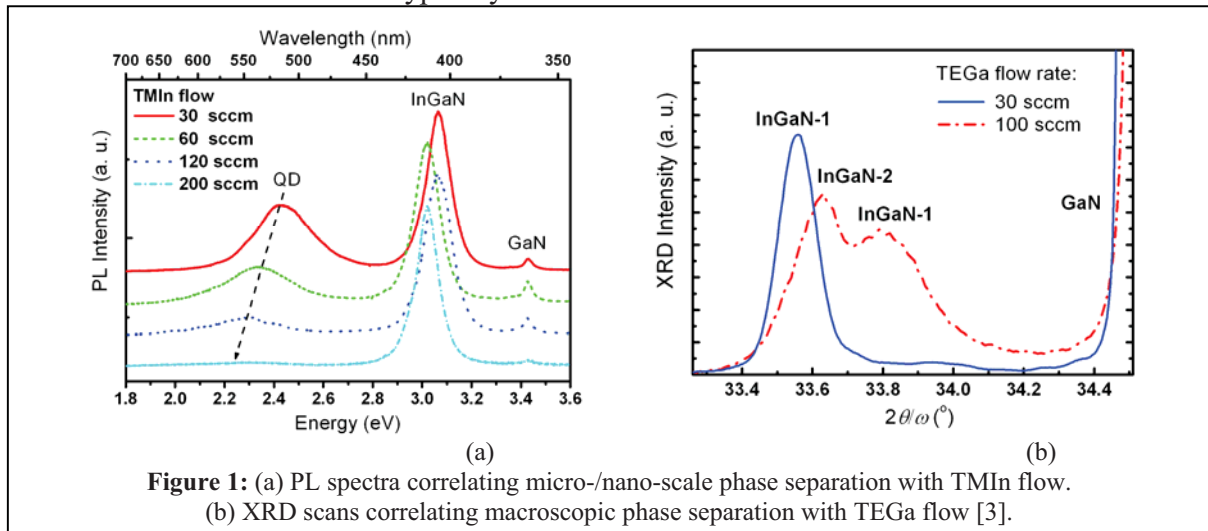 Wavelength (nm)
700 650 600 550 500 450 400 350
TMIn flow
30 sccm
60 sccm
120 sccm
200 sccm
QD
InGaN
GaN
PL Intensity (a. u.)
1.8 2.0 2.2 2.4 2.6 2.8 3.0 3.2 3.4 3.6
Energy (eV)
(a)
TEGa flow rate:
30 sccm
100 sccm
InGaN-1
InGaN-2
InGaN-1
GaN
XRD Intensity (a. u.)
33.4 33.6 33.8 34.0 34.2 34.4
2θ/ω (°)
(b)
Figure 1: (a) PL spectra correlating micro-/nano-scale phase separation with TMIn flow.
(b) XRD scans correlating macroscopic phase separation with TEGa flow [3].